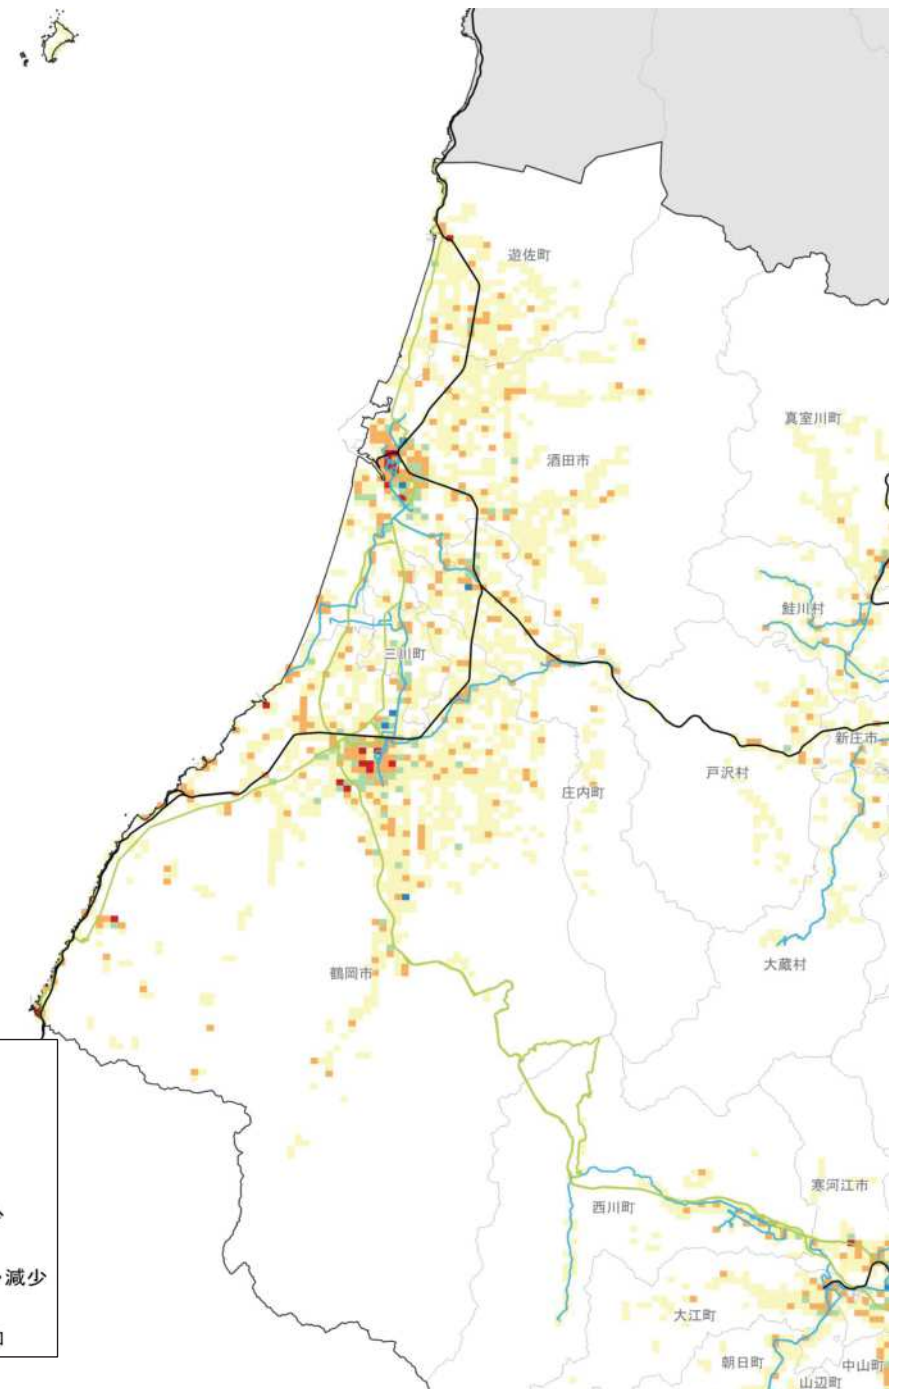 遊佐町
真室川町
酒田市
鮭川村
三川町
新庄市
戸沢村
庄内町
大蔵村
鶴岡市
寒河江市
西川町
減少
大江町
朝日町
中山町
山辺町